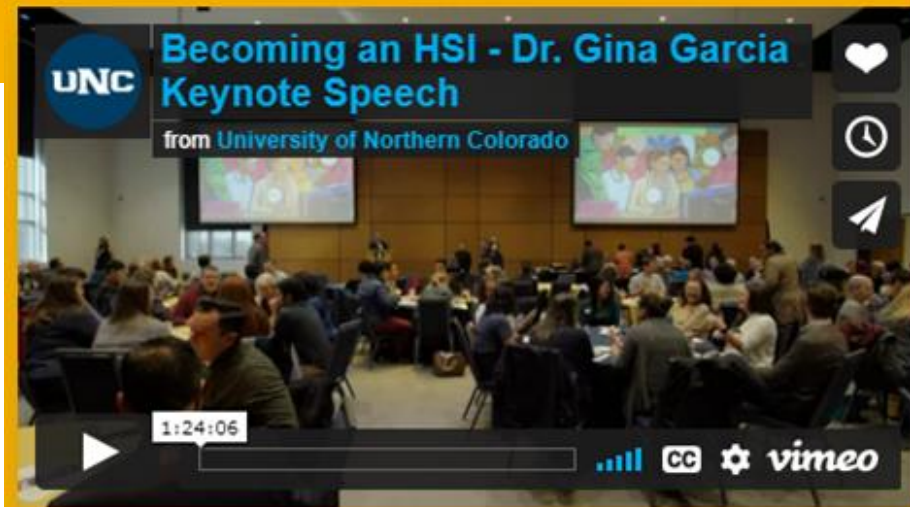 UNC
Becoming an HSI - Dr. Gina Garcia
Keynote Speech
from University of Northern Colorado
1:24:06
CC
vimeo